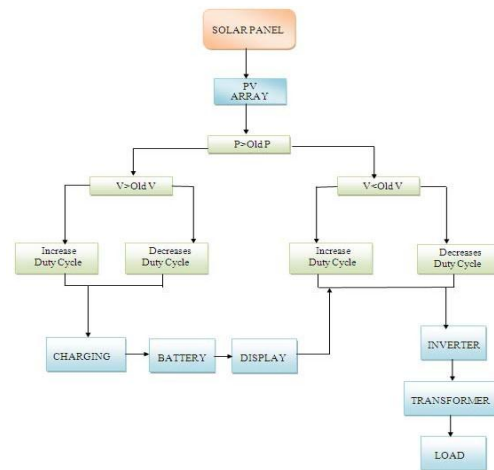 SOLAR PANEL
PV
ARRAY
P>Old P
V>Old V
V<Old V
Increase
Duty Cycle
Decreases
Duty Cycle
Increase
Duty Cycle
Decreases
Duty Cycle
CHARGING
BATTERY
DISPLAY
INVERTER
TRANSFORMER
LOAD